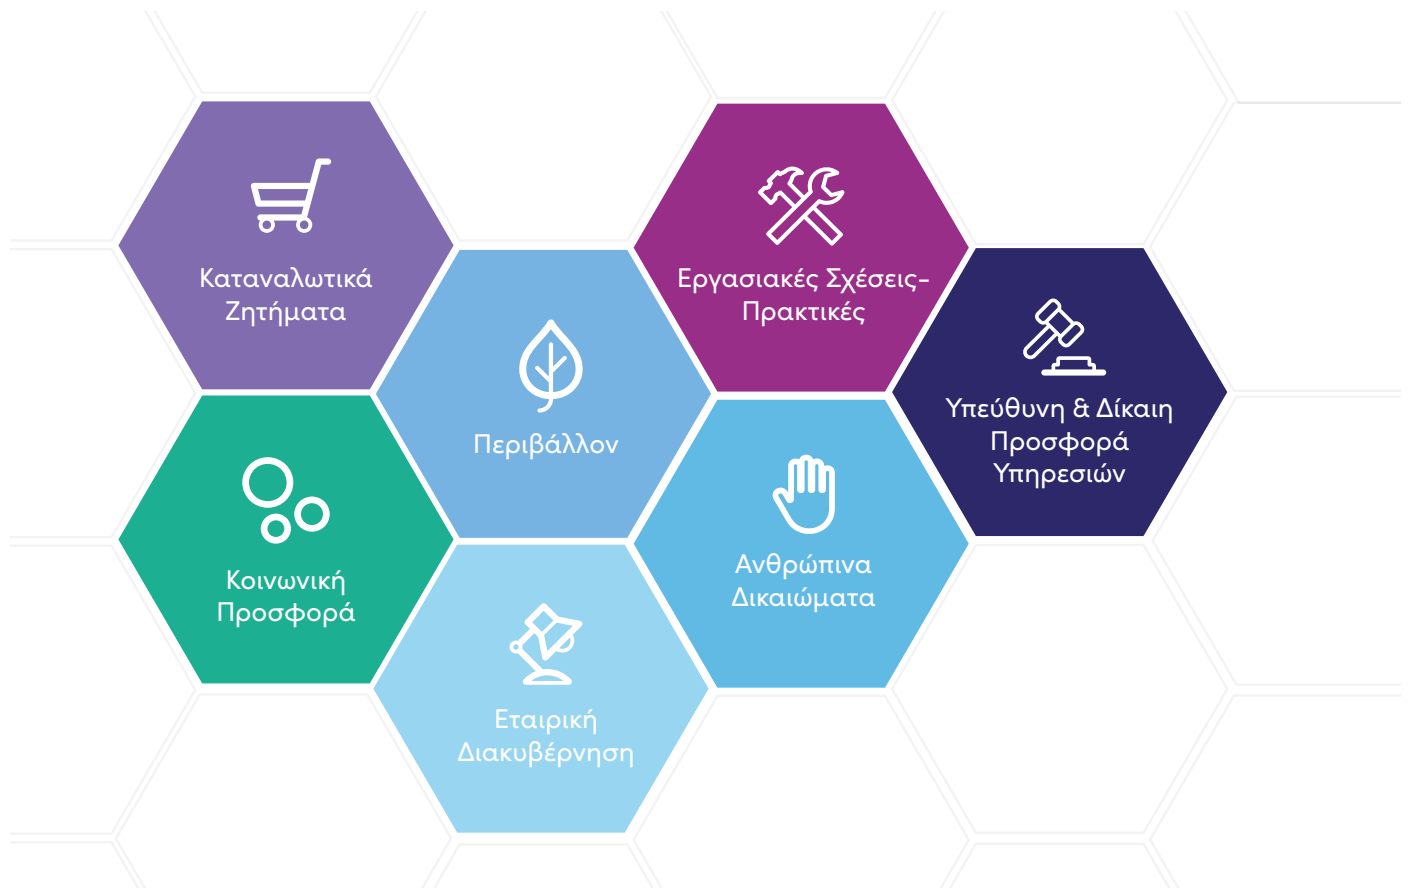 Καταναλωτικά
Ζητήματα
Εργασιακές Σχέσεις-
Πρακτικές
Περιβάλλον
Υπεύθυνη & Δίκαιη
Προσφορά
Υπηρεσιών
Κοινωνική
Προσφορά
Ανθρώπινα
Δικαιώματα
Εταιρική
Διακυβέρνηση